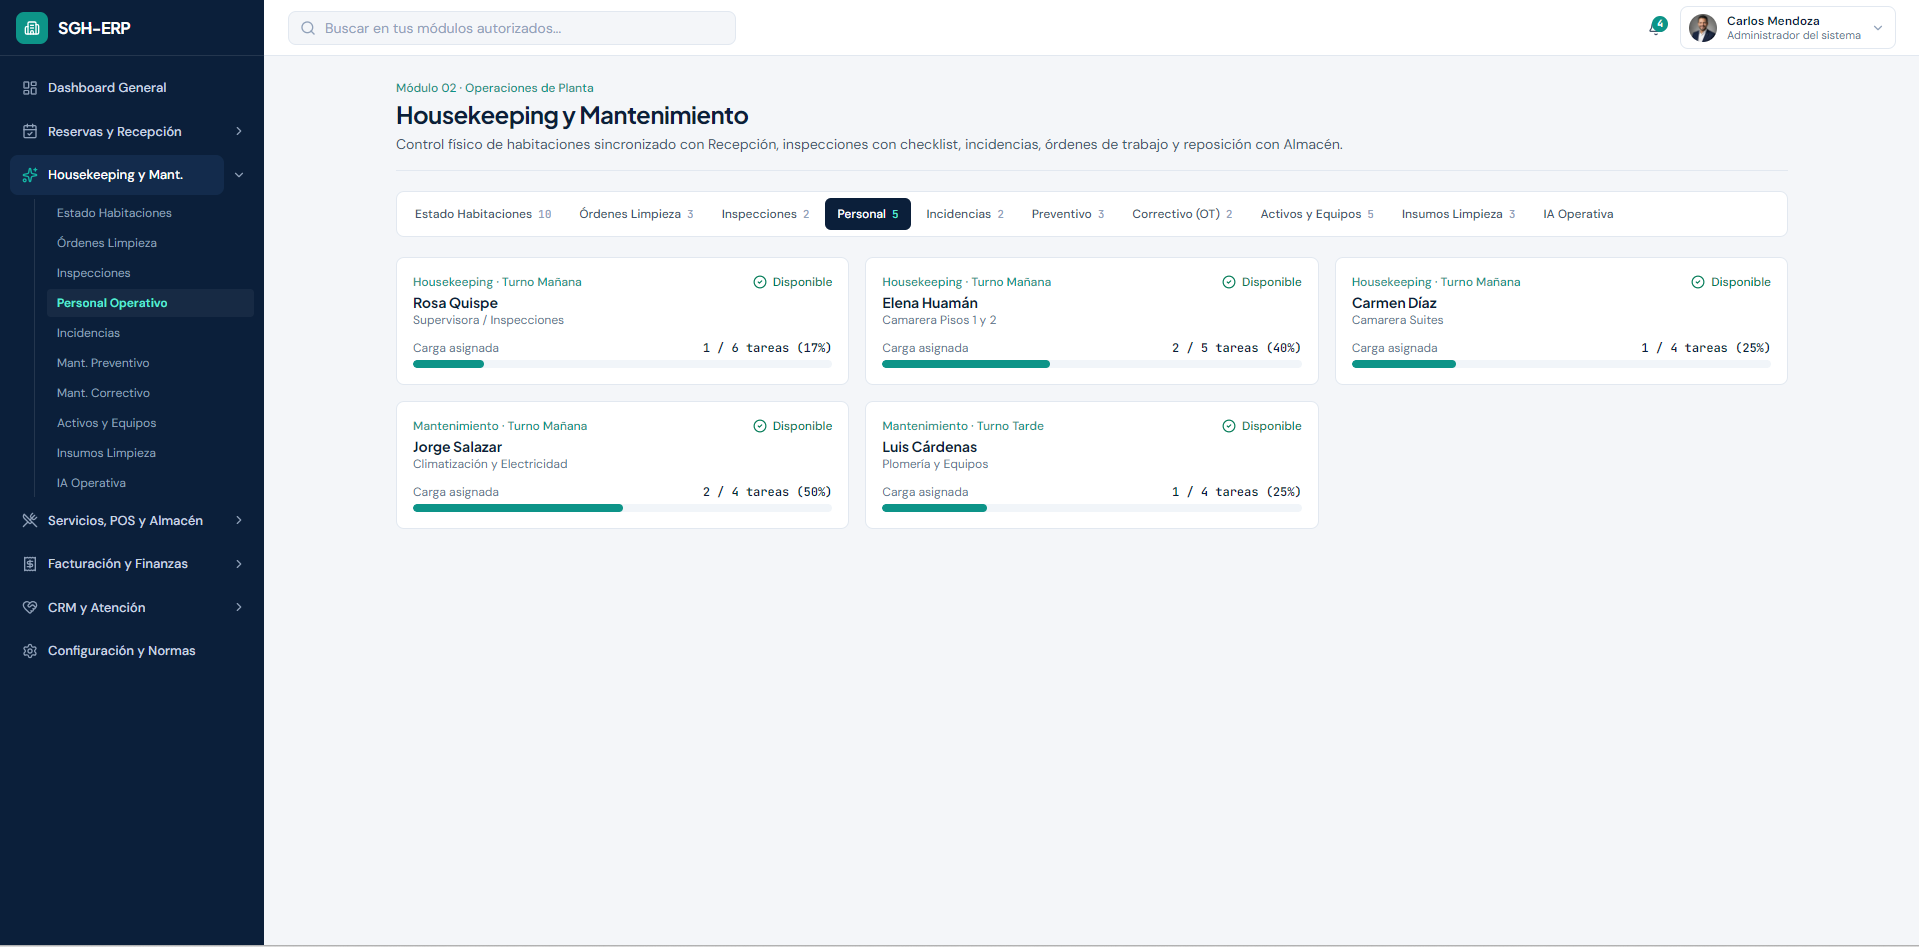 SGH-ERP
Buscar en tus módulos autorizados...
4
Carlos Mendoza
Administrador del sistema
Dashboard General
Reservas y Recepción
Housekeeping y Mant.
Estado Habitaciones
Órdenes Limpieza
Inspecciones
Personal Operativo
Incidencias
Mant. Preventivo
Mant. Correctivo
Activos y Equipos
Insumos Limpieza
IA Operativa
Servicios, POS y Almacén
Facturación y Finanzas
CRM y Atención
Configuración y Normas
Módulo 02 · Operaciones de Planta
Housekeeping y Mantenimiento
Control físico de habitaciones sincronizado con Recepción, inspecciones con checklist, incidencias, órdenes de trabajo y reposición con Almacén.
Estado Habitaciones 10 Órdenes Limpieza 3 Inspecciones 2 Personal 5 Incidencias 2 Preventivo 3 Correctivo (OT) 2 Activos y Equipos 5 Insumos Limpieza 3 IA Operativa
Housekeeping · Turno Mañana Disponible
Rosa Quispe
Supervisora / Inspecciones
Carga asignada 1 / 6 tareas (17%)
Housekeeping · Turno Mañana Disponible
Elena Huamán
Camarera Pisos 1 y 2
Carga asignada 2 / 5 tareas (40%)
Housekeeping · Turno Mañana Disponible
Carmen Díaz
Camarera Suites
Carga asignada 1 / 4 tareas (25%)
Mantenimiento · Turno Mañana Disponible
Jorge Salazar
Climatización y Electricidad
Carga asignada 2 / 4 tareas (50%)
Mantenimiento · Turno Tarde Disponible
Luis Cárdenas
Plomería y Equipos
Carga asignada 1 / 4 tareas (25%)